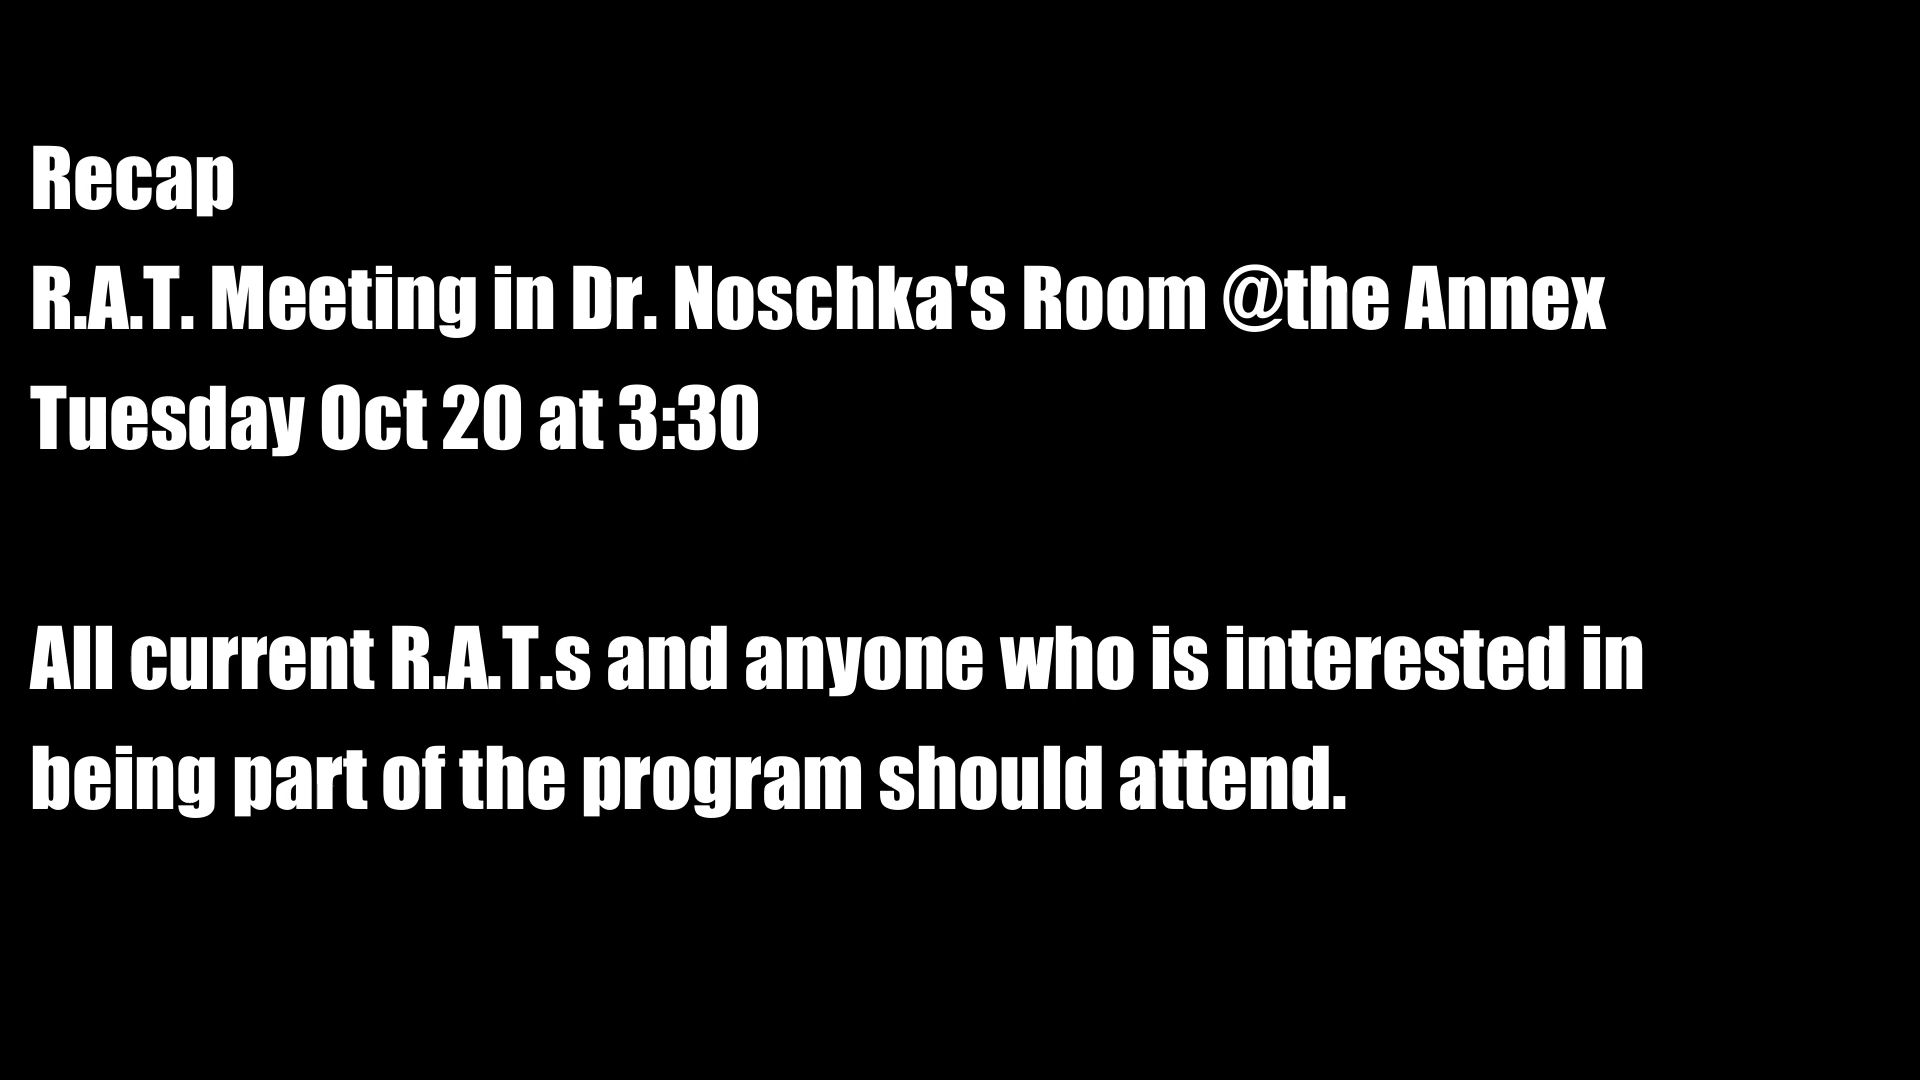 Recap
R.A.T. Meeting in Dr. Noschka's Room @the Annex
Tuesday Oct 20 at 3:30
All current R.A.T.s and anyone who is interested in
being part of the program should attend.